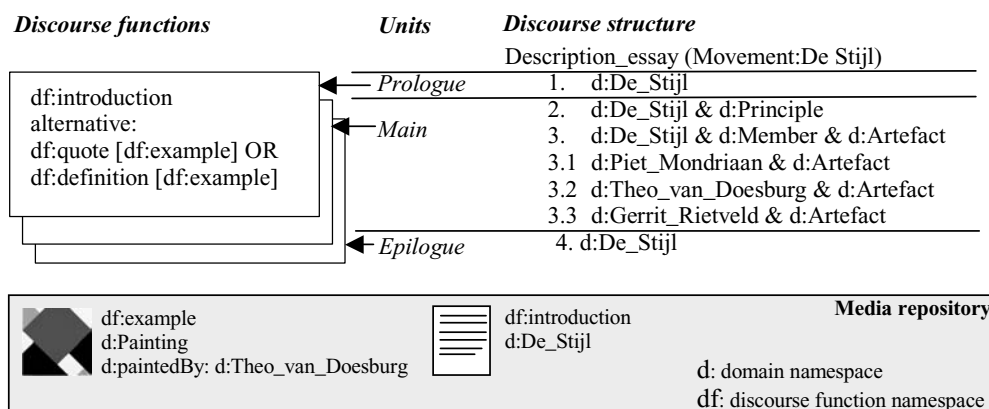 Discourse functions Units Discourse structure
Description_essay (Movement:De Stijl)
df:introduction
alternative:
df:quote [df:example] OR
df:definition [df:example]
Prologue
Main
Epilogue
1. d:De_Stijl
2. d:De_Stijl & d:Principle
3. d:De_Stijl & d:Member & d:Artefact
3.1 d:Piet_Mondriaan & d:Artefact
3.2 d:Theo_van_Doesburg & d:Artefact
3.3 d:Gerrit_Rietveld & d:Artefact
4. d:De_Stijl
Media repository
df:example
d:Painting
d:paintedBy: d:Theo_van_Doesburg
df:introduction
d:De_Stijl
d: domain namespace
df: discourse function namespace